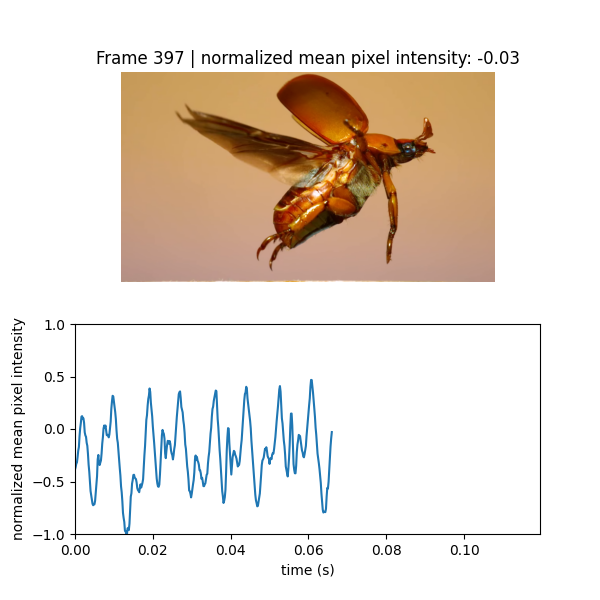 Frame 397 | normalized mean pixel intensity: -0.03
normalized mean pixel intensity
1.0
0.5
0.0
−0.5
−1.0
0.00 0.02 0.04 0.06 0.08 0.10
time (s)